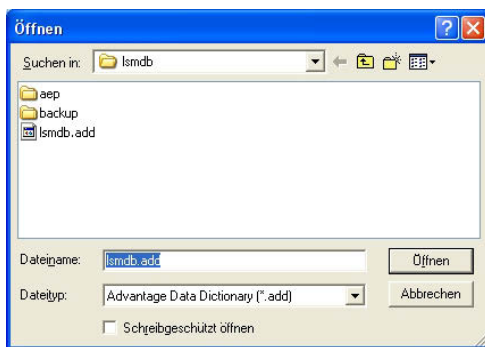 Öffnen
Suchen in: lsmdb
aep
backup
lsmdb.add
Dateiname: lsmdb.add Öffnen
Dateityp: Advantage Data Dictionary (*.add) Abbrechen
Schreibgeschützt öffnen